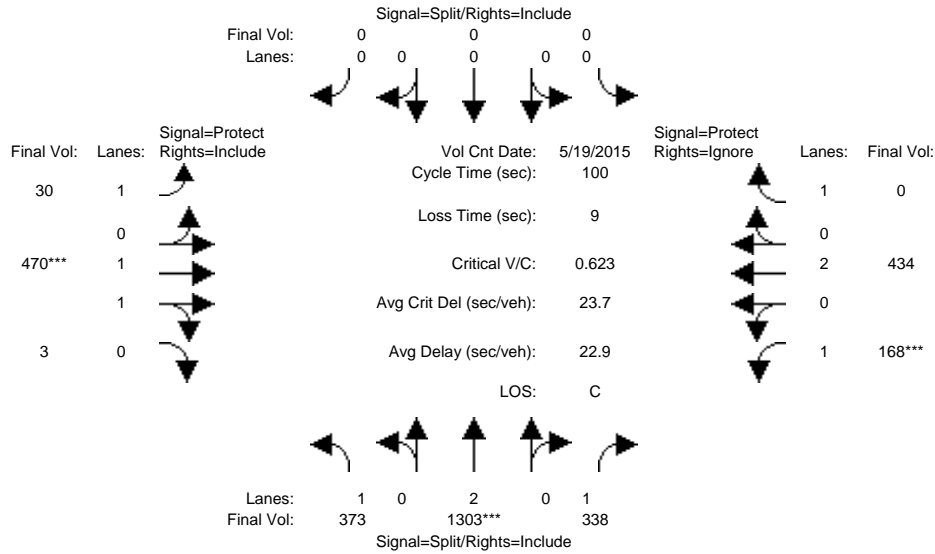 Signal=Split/Rights=Include
Final Vol: 0 0 0
Lanes: 0 0 0 0 0
Signal=Protect Signal=Protect
Final Vol: Lanes: Rights=Include Vol Cnt Date: 5/19/2015 Rights=Ignore Lanes: Final Vol:
Cycle Time (sec): 100
30 1 1 0
Loss Time (sec): 9
0 0
470*** 1 Critical V/C: 0.623 2 434
1 Avg Crit Del (sec/veh): 23.7 0
3 0 Avg Delay (sec/veh): 22.9 1 168***
LOS: C
Lanes: 1 0 2 0 1
Final Vol: 373 1303*** 338
Signal=Split/Rights=Include